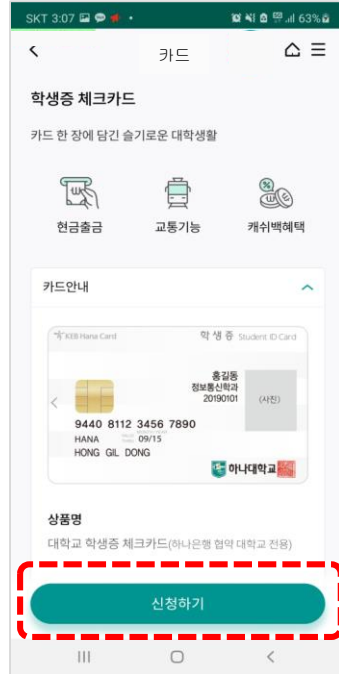 SKT 3:07
63%
카드
학생증 체크카드
카드 한 장에 담긴 슬기로운 대학생활
현금출금 교통기능 캐쉬백혜택
카드안내
KEB Hana Card 학 생 증 Student ID Card
홍길동
정보통신학과
20190101
(사진)
9440 8112 3456 7890
HANA 09/15
HONG GIL DONG
하나대학교
상품명
대학교 학생증 체크카드(하나은행 협약 대학교 전용)
신청하기